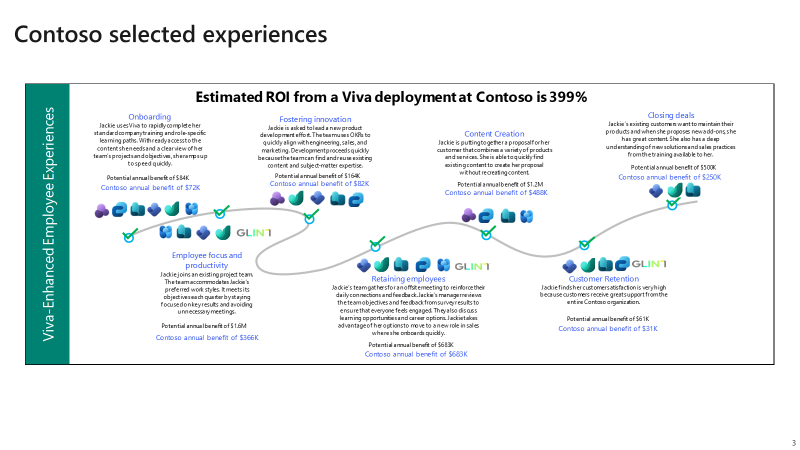 Contoso selected experiences
Viva-Enhanced Employee Experiences
Estimated ROI from a Viva deployment at Contoso is 399%
Onboarding
Jackie uses Viva to rapidly complete her
standard company training and role-specific
learning paths. With ready access to the
content she needs and a clear view of her
team's projects and objectives, she ramps up
to speed quickly.
Potential annual benefit of $84K
Contoso annual benefit of $72K
Employee focus and
productivity
Jackie joins an existing project team.
The team accommodates Jackie's
preferred work styles. It meets its
objectives each quarter by staying
focused on key results and avoiding
unnecessary meetings.
Potential annual benefit of $1.6M
Contoso annual benefit of $366K
Fostering innovation
Jackie is asked to lead a new product
development effort. The team uses OKRs to
quickly align with engineering, sales, and
marketing. Development proceeds quickly
because the team can find and reuse existing
content and subject-matter expertise.
Potential annual benefit of $164K
Contoso annual benefit of $82K
GLINT
Retaining employees
Jackie's team gathers for an offsite meeting to reinforce their
daily connections and feedback. Jackie's manager reviews
the team objectives and feedback from survey results to
ensure that everyone feels engaged. They also discuss
learning opportunities and career options. Jackie takes
advantage of her options to move to a new role in sales
where she onboards quickly.
Potential annual benefit of $683K
Contoso annual benefit of $683K
GLINT
Content Creation
Jackie is putting together a proposal for her
customer that combines a variety of products
and services. She is able to quickly find
existing content to create her proposal
without recreating content.
Potential annual benefit of $1.2M
Contoso annual benefit of $488K
Customer Retention
Jackie finds her customer satisfaction is very high
because customers receive great support from the
entire Contoso organization.
Potential annual benefit of $61K
Contoso annual benefit of $31K
GLINT
Closing deals
Jackie's existing customers want to maintain their
products and when she proposes new add-ons, she
has great content. She also has a deep
understanding of new solutions and sales practices
from the training available to her.
Potential annual benefit of $500K
Contoso annual benefit of $250K
3